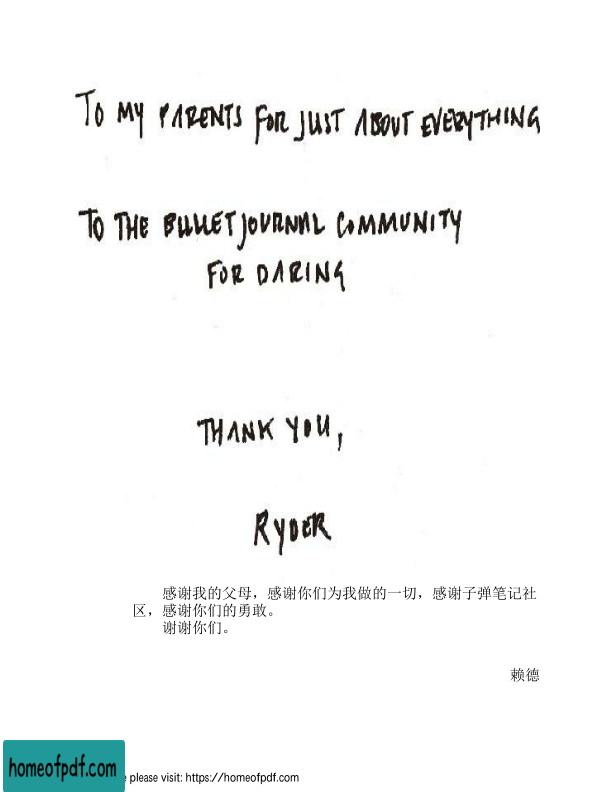 TO MY PARENTS FOR JUST ABOUT EVERYTHING
TO THE BULLET JOURNAL COMMUNITY
FOR DARING
THANK YOU,
RYDER
感谢我的父母，感谢你们为我做的一切，感谢子弹笔记社
区，感谢你们的勇敢。
谢谢你们。
赖德
homeofpdf.com
e please visit: https://homeofpdf.com